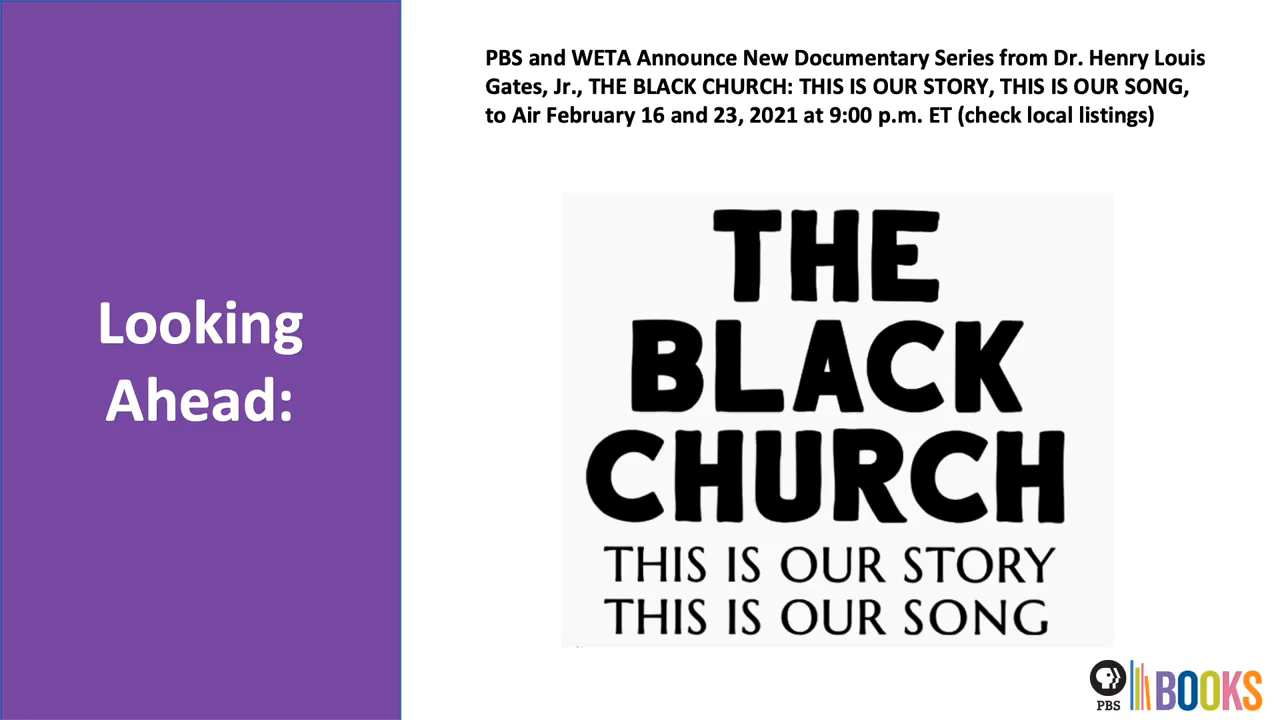 Looking
Ahead:
PBS and WETA Announce New Documentary Series from Dr. Henry Louis
Gates, Jr., THE BLACK CHURCH: THIS IS OUR STORY, THIS IS OUR SONG,
to Air February 16 and 23, 2021 at 9:00 p.m. ET (check local listings)
THE
BLACK
CHURCH
THIS IS OUR STORY
THIS IS OUR SONG
PBS BOOKS